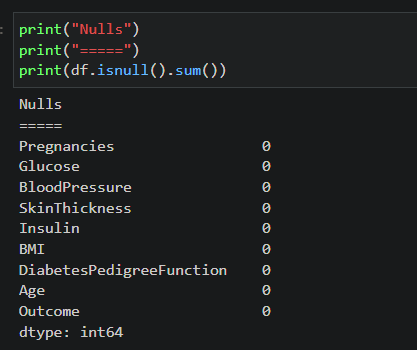 print("Nulls")
print("=====")
print(df.isnull().sum())
Nulls
=====
Pregnancies 0
Glucose 0
BloodPressure 0
SkinThickness 0
Insulin 0
BMI 0
DiabetesPedigreeFunction 0
Age 0
Outcome 0
dtype: int64